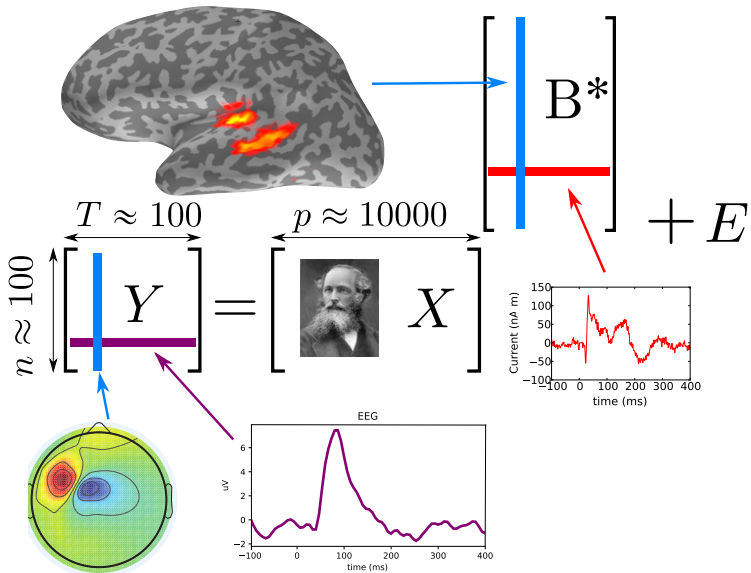 B*
T ≈ 100
p ≈ 10000
+ E
n ≈ 100
Y
=
X
150
100
50
0
−50
−100
Current (nA m)
−100 0 100 200 300 400
time (ms)
EEG
6
4
2
0
−2
uV
−100 0 100 200 300 400
time (ms)